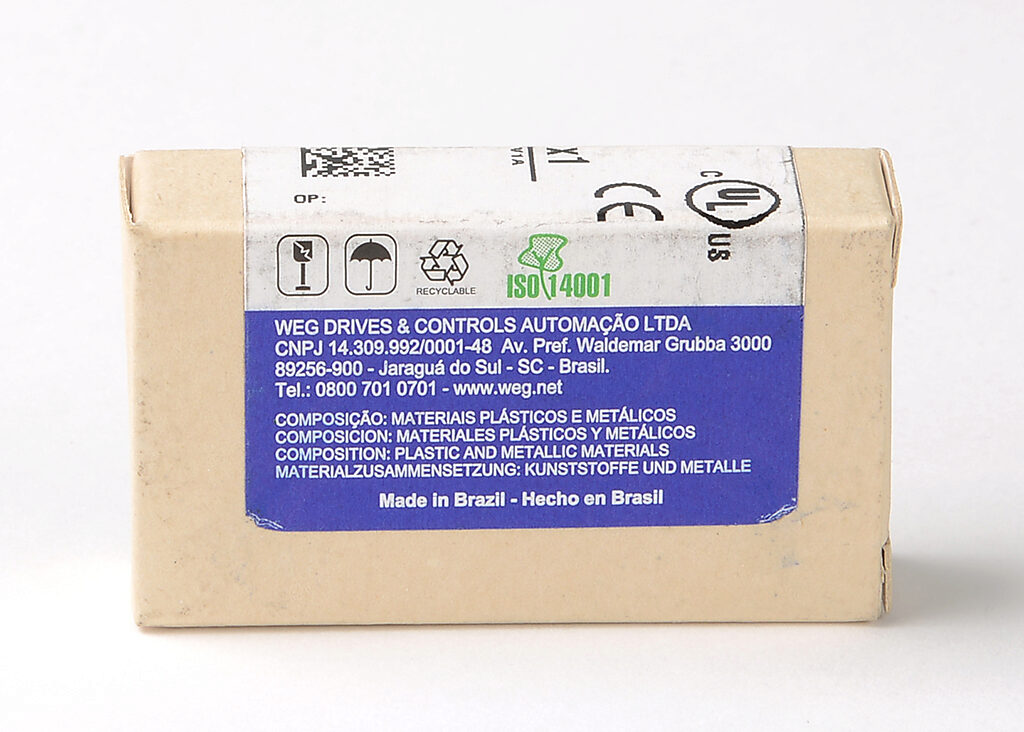 OP:
X1
V1A
CE
C UL US
RECYCLABLE
ISO 14001
WEG DRIVES & CONTROLS AUTOMAÇÃO LTDA
CNPJ 14.309.992/0001-48 Av. Pref. Waldemar Grubba 3000
89256-900 - Jaraguá do Sul - SC - Brasil.
Tel.: 0800 701 0701 - www.weg.net
COMPOSIÇÃO: MATERIAIS PLÁSTICOS E METÁLICOS
COMPOSICION: MATERIALES PLÁSTICOS Y METÁLICOS
COMPOSITION: PLASTIC AND METALLIC MATERIALS
MATERIALZUSAMMENSETZUNG: KUNSTSTOFFE UND METALLE
Made in Brazil - Hecho en Brasil